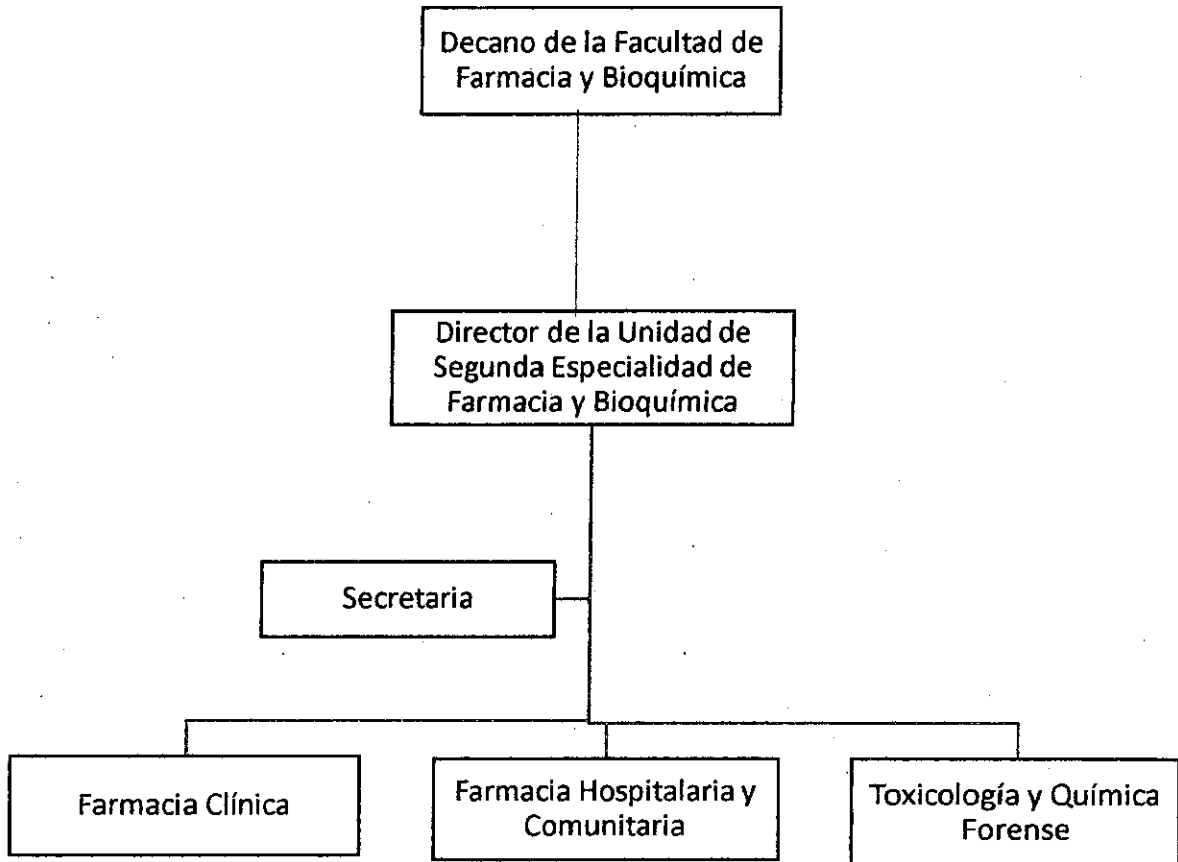 Decano de la Facultad de
Farmacia y Bioquímica
Director de la Unidad de
Segunda Especialidad de
Farmacia y Bioquímica
Secretaria
Farmacia Clínica
Farmacia Hospitalaria y
Comunitaria
Toxicología y Química
Forense